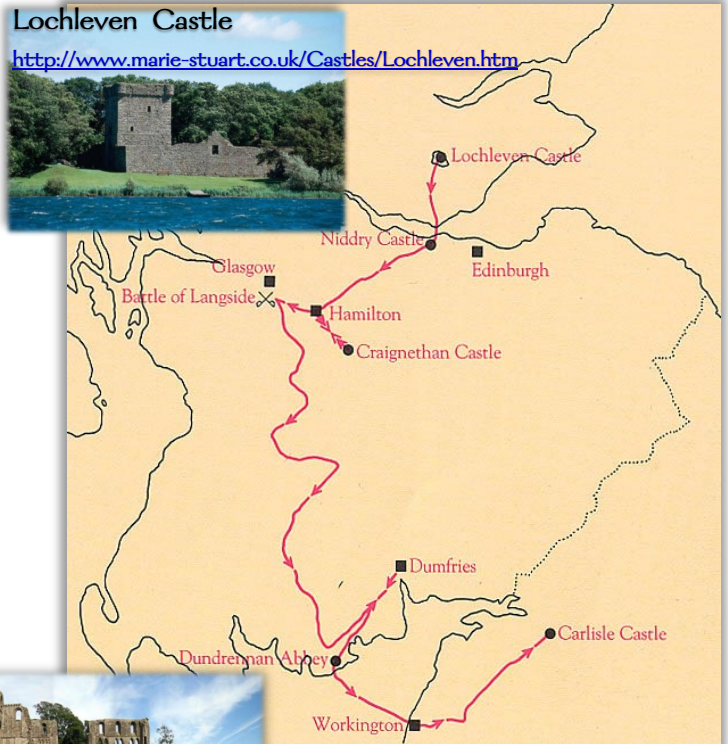 Lochleven Castle
http://www.marie-stuart.co.uk/Castles/Lochleven.htm
Lochleven Castle
Niddry Castle
Edinburgh
Glasgow
Battle of Langside
Hamilton
Craignethan Castle
Dumfries
Carlisle Castle
Dundrennan Abbey
Workington